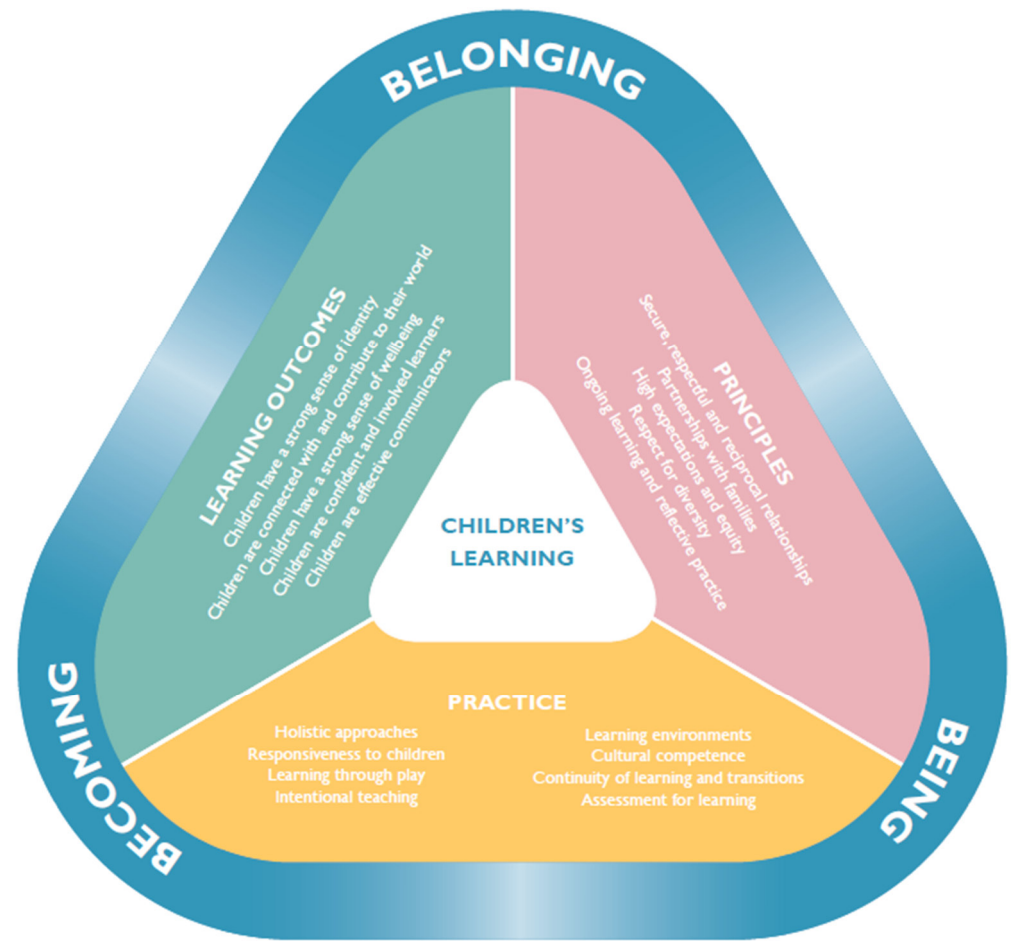 BELONGING
LEARNING OUTCOMES
Children have a strong sense of identity
Children are connected with and contribute to their world
Children have a strong sense of wellbeing
Children are confident and involved learners
Children are effective communicators
PRINCIPLES
Secure, respectful and reciprocal relationships
Partnerships with families
High expectations and equity
Respect for diversity
Ongoing learning and reflective practice
CHILDREN'S
LEARNING
PRACTICE
Holistic approaches
Responsiveness to children
Learning through play
Intentional teaching
Learning environments
Cultural competence
Continuity of learning and transitions
Assessment for learning
BECOMING
BEING